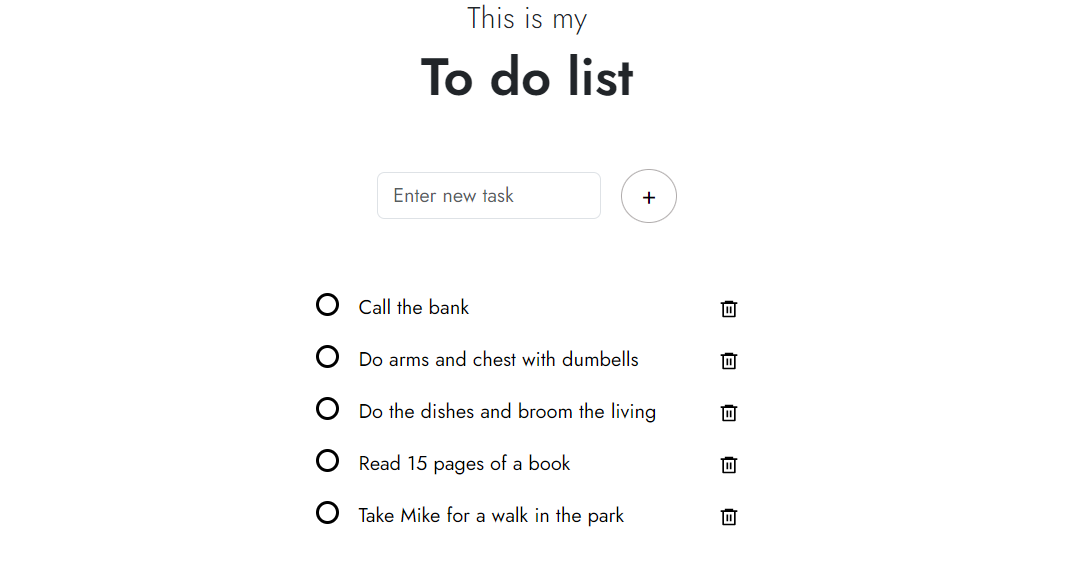 This is my
To do list
Enter new task
+
Call the bank
Do arms and chest with dumbells
Do the dishes and broom the living
Read 15 pages of a book
Take Mike for a walk in the park